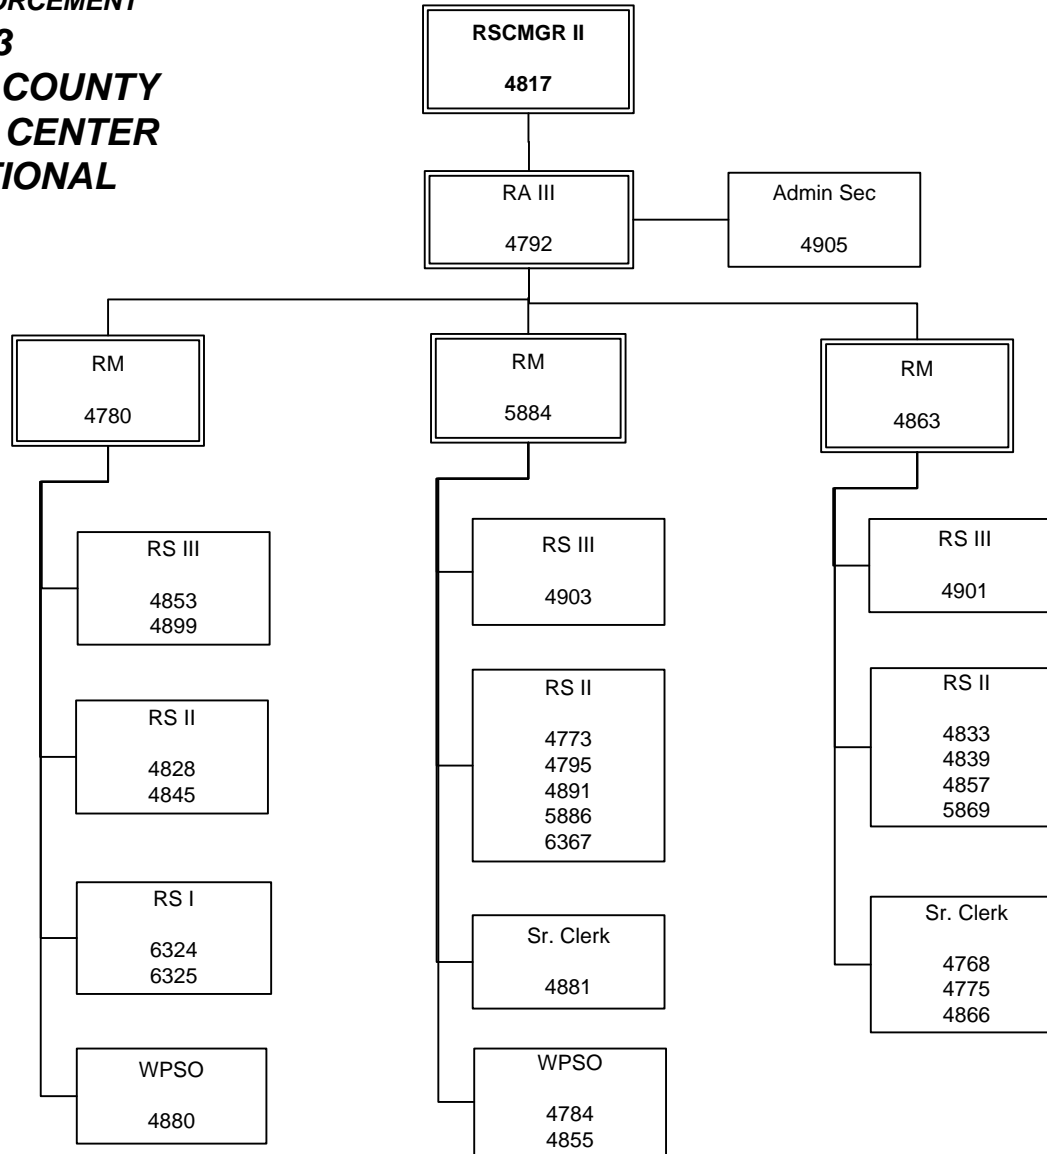 3
COUNTY
CENTER
RSCMGR II
4817
RA III
4792
Admin Sec
4905
RM
4780
RM
5884
RM
4863
RS III
4853
4899
RS II
4828
4845
RS I
6324
6325
WPSO
4880
RS III
4903
RS II
4773
4795
4891
5886
6367
Sr. Clerk
4881
WPSO
4784
4855
RS III
4901
RS II
4833
4839
4857
5869
Sr. Clerk
4768
4775
4866